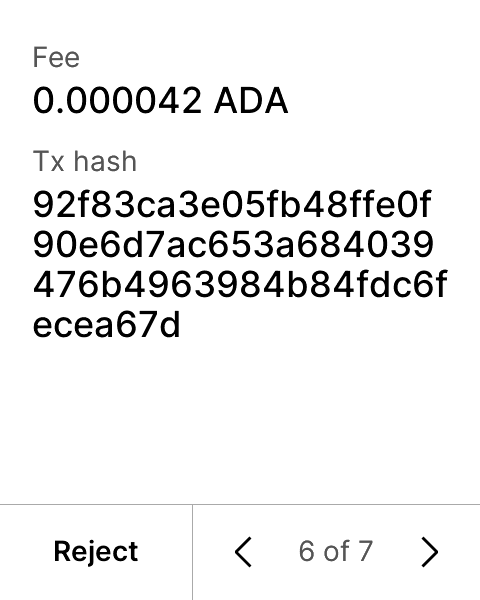 Fee
0.000042 ADA
Tx hash
92f83ca3e05fb48ffe0f
90e6d7ac653a684039
476b4963984b84fdc6f
ecea67d
Reject
6 of 7